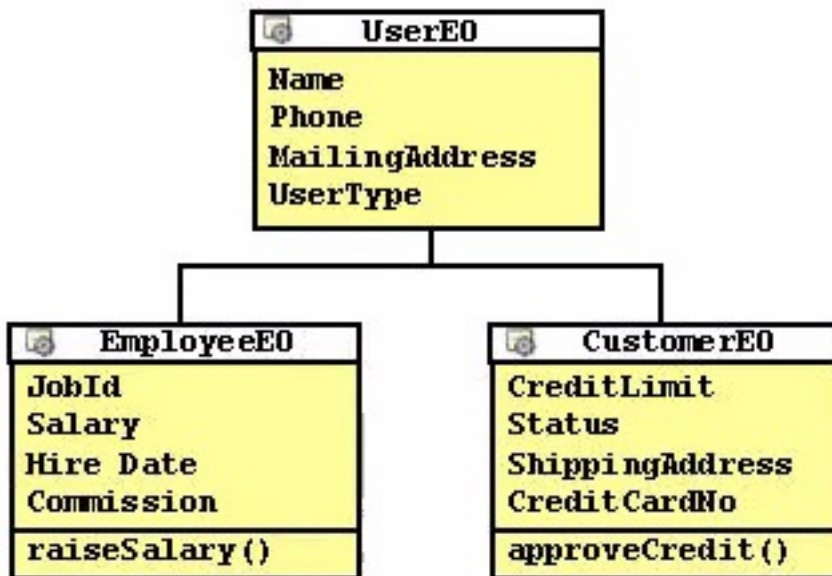 UserEO
Name
Phone
MailingAddress
UserType
EmployeeEO
JobId
Salary
Hire Date
Commission
raiseSalary()
CustomerEO
CreditLimit
Status
ShippingAddress
CreditCardNo
approveCredit()